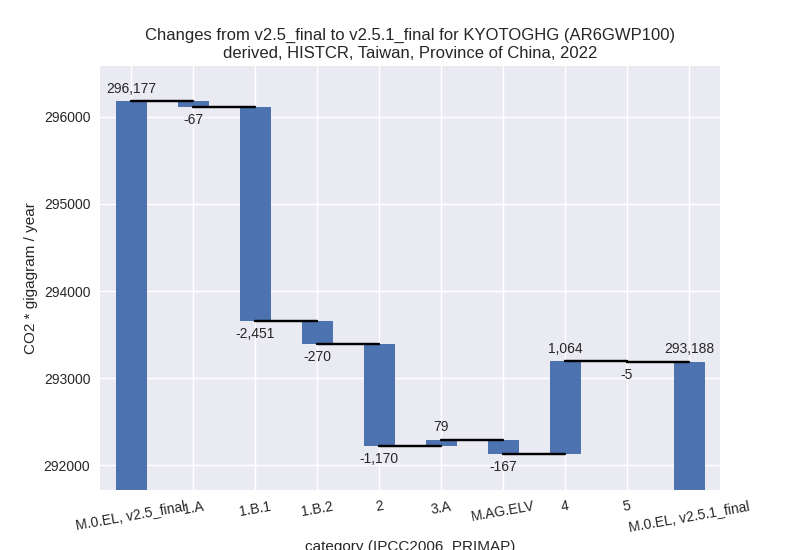 Changes from v2.5_final to v2.5.1_final for KYOTOGHG (AR6GWP100)
derived, HISTCR, Taiwan, Province of China, 2022
296,177
-67
296000
295000
CO2 * gigagram / year
294000
-2,451
-270
1,064
293,188
293000
-5
79
-1,170
-167
292000
M.0.EL, v2.5_final
1.A
1.B.1
1.B.2
2
3.A
M.AG.ELV
4
5
M.0.EL, v2.5.1_final
category (IPCC2006_PRIMAP)